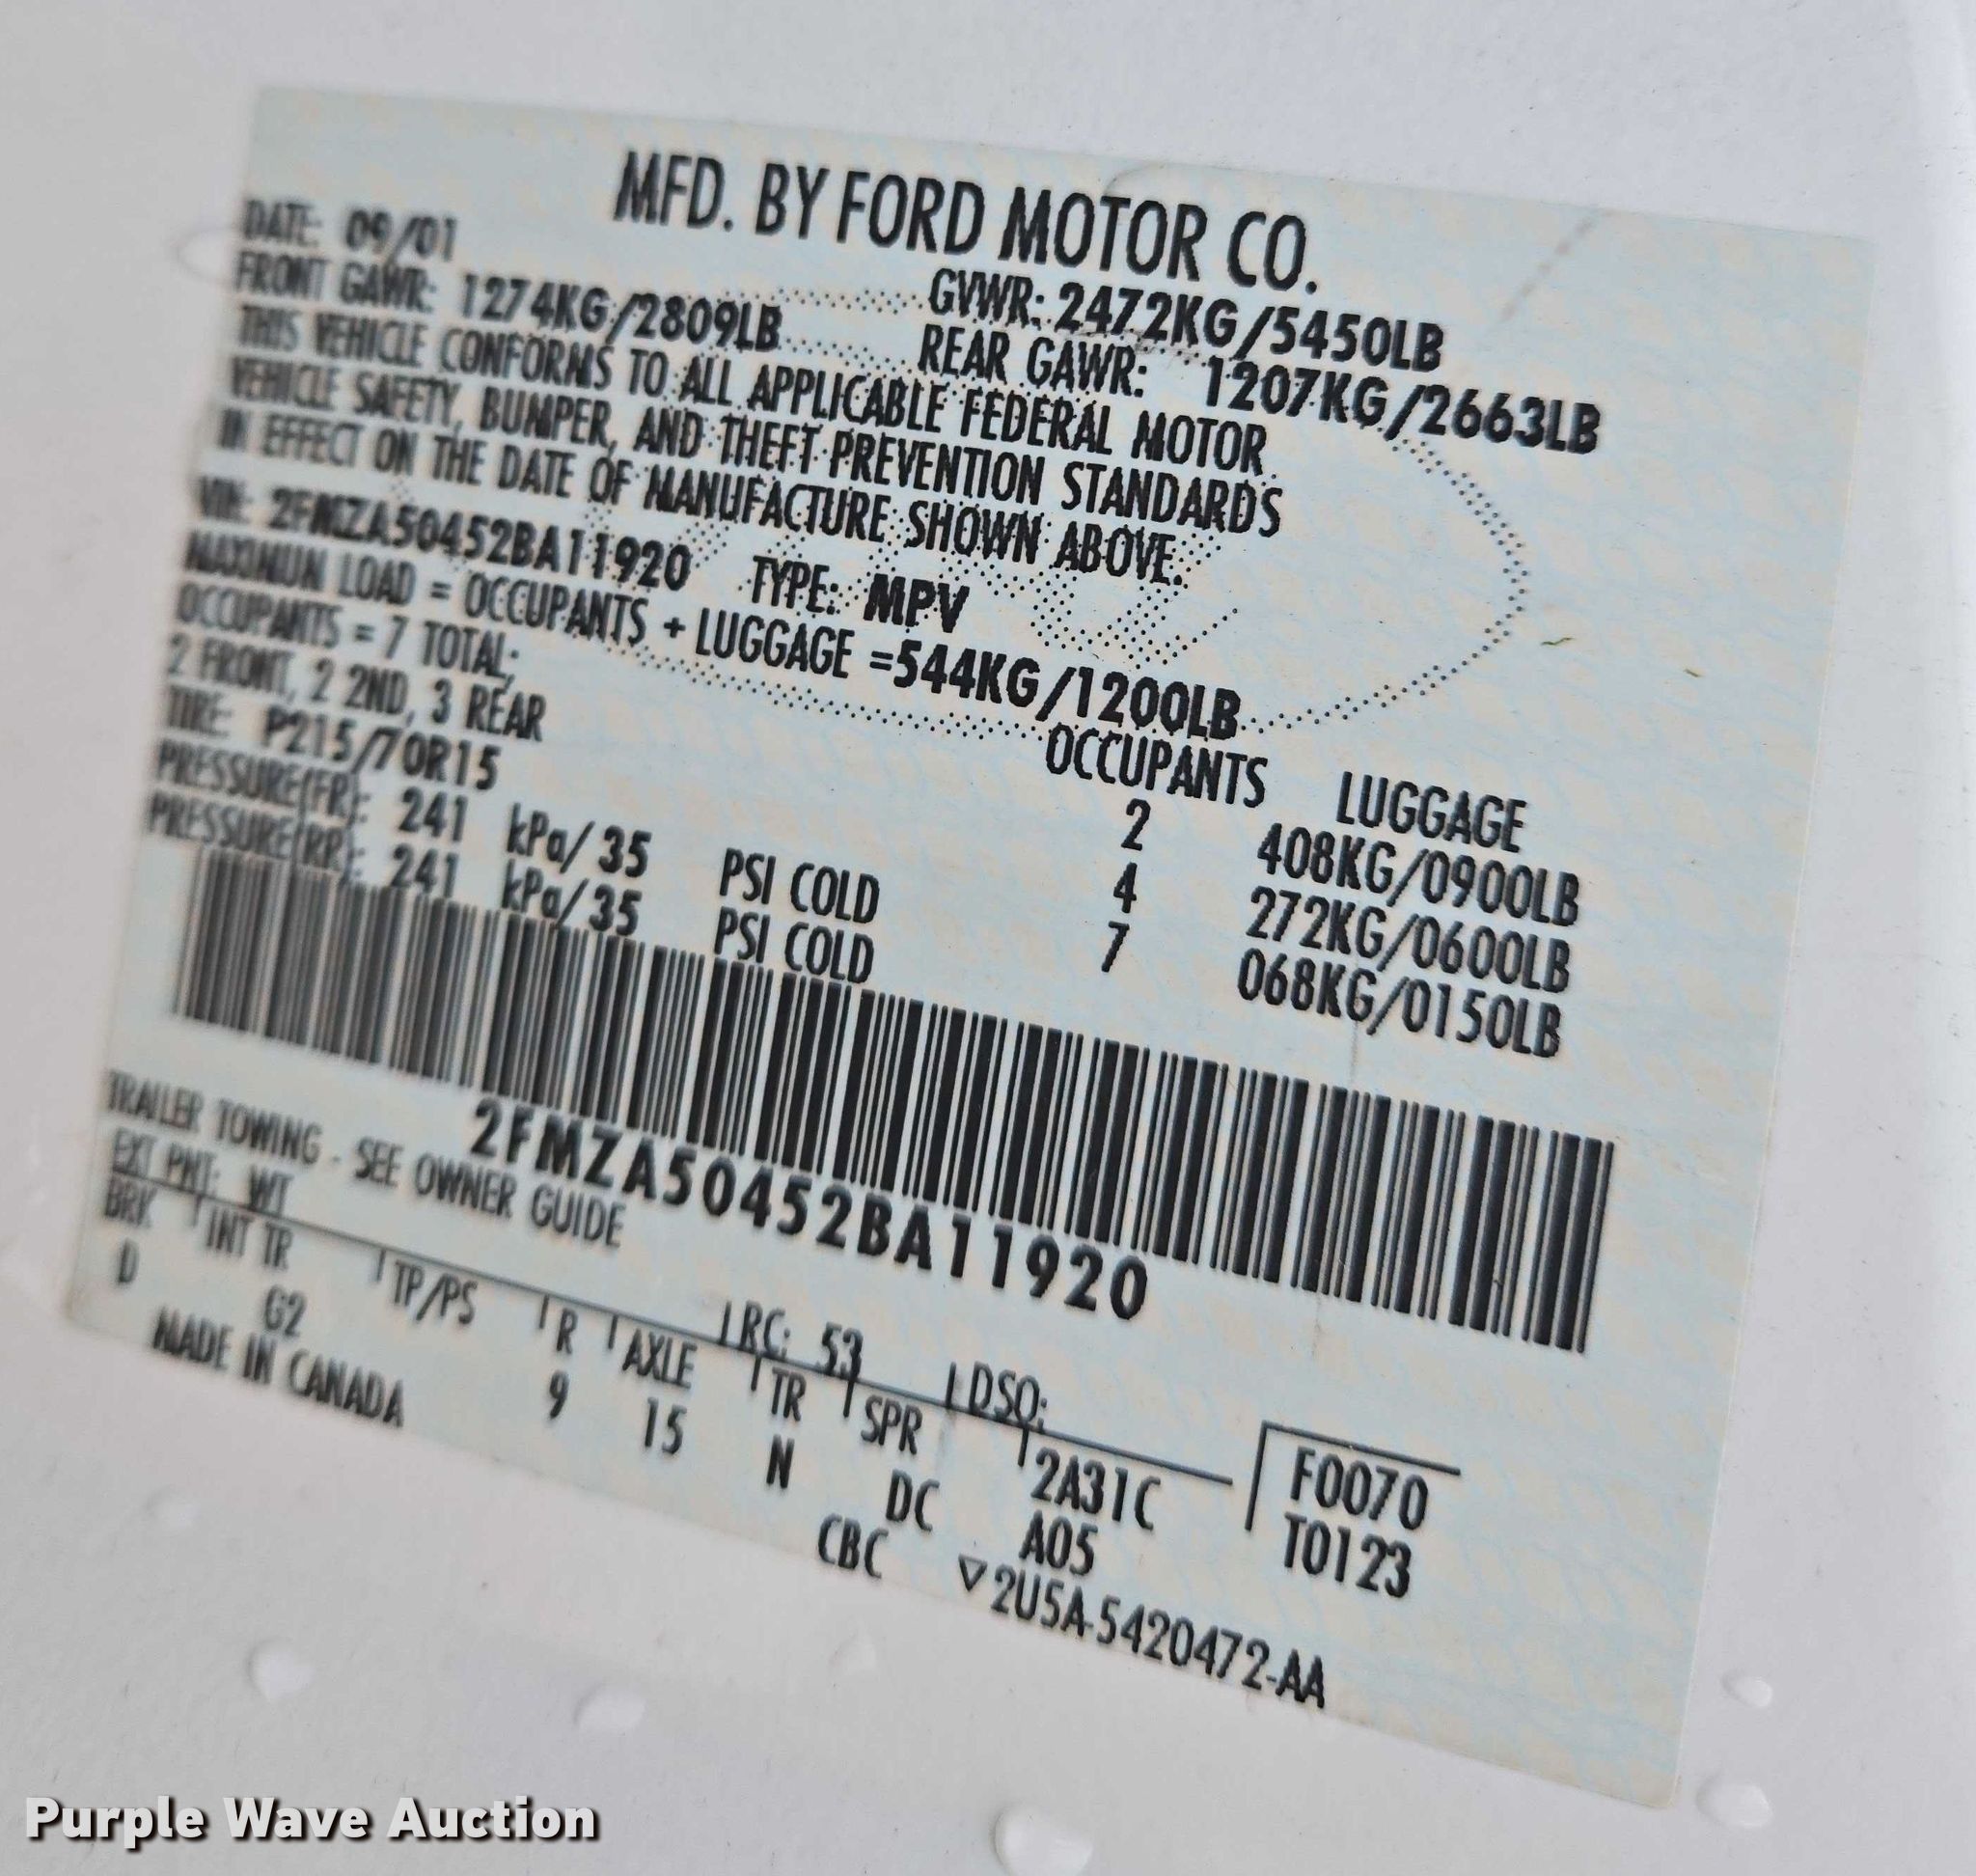 MFD. BY FORD MOTOR CO.
DATE: 09/01 GVWR: 2472KG/5450LB
FRONT GAWR: 1274KG/2809LB REAR GAWR: 1207KG/2663LB
THIS VEHICLE CONFORMS TO ALL APPLICABLE FEDERAL MOTOR
VEHICLE SAFETY, BUMPER, AND THEFT PREVENTION STANDARDS
IN EFFECT ON THE DATE OF MANUFACTURE SHOWN ABOVE.
VIN: 2FMZA50452BA11920 TYPE: MPV
MAXIMUM LOAD = OCCUPANTS + LUGGAGE =544KG/1200LB
OCCUPANTS = 7 TOTAL; OCCUPANTS LUGGAGE
2 FRONT, 2 2ND, 3 REAR 2 408KG/0900LB
TIRE: P215/70R15 4 272KG/0600LB
PRESSURE(FR): 241 kPa/35 PSI COLD 7 068KG/0150LB
PRESSURE(RR): 241 kPa/35 PSI COLD
2FMZA50452BA11920
TRAILER TOWING - SEE OWNER GUIDE
EXT PNT: WT RC: 53 DSO:
BRK INT TR TP/PS R AXLE TR SPR 2A31C F0070
D G2 9 15 N DC A05 T0123
MADE IN CANADA CBC ▽2U5A-5420472-AA
Purple Wave Auction